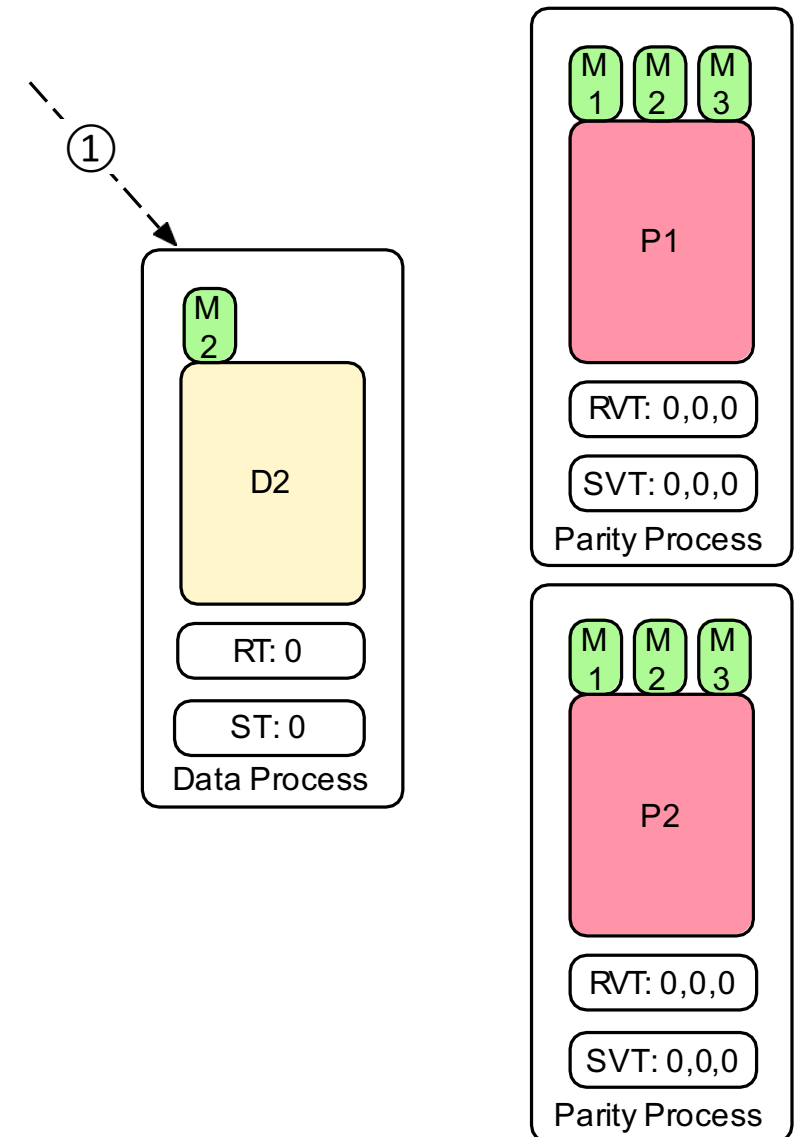 ①
M
2
D2
RT: 0
ST: 0
Data Process
M M M
1 2 3
P1
RVT: 0,0,0
SVT: 0,0,0
Parity Process
M M M
1 2 3
P2
RVT: 0,0,0
SVT: 0,0,0
Parity Process